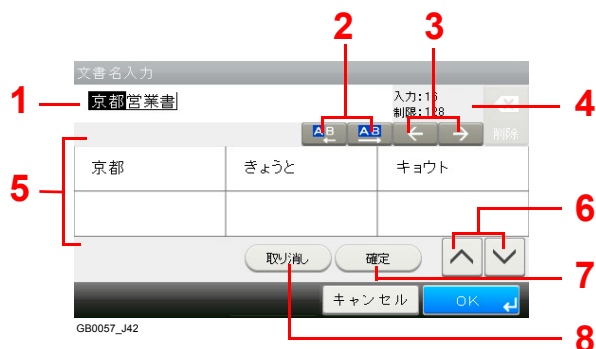 2
3
文書名入力
1
京都営業書
入力:16
制限:128
4
AB
AB
← →
削除
5
京都 きょうと キョウト
6
取り消し 確定
7
キャンセル OK
GB0057_J42
8